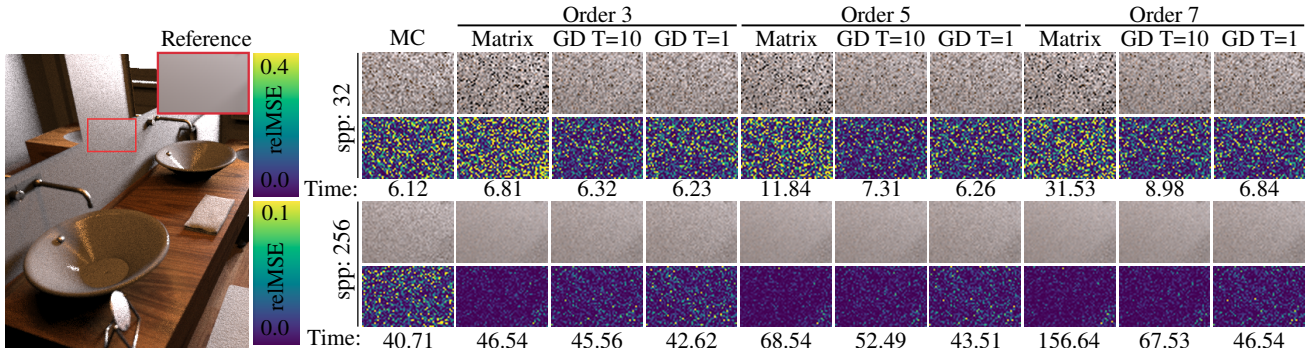 Order 3 Order 5 Order 7
Reference MC Matrix GD T=10 GD T=1 Matrix GD T=10 GD T=1 Matrix GD T=10 GD T=1
0.4
relMSE
0.0
spp: 32
Time: 6.12 6.81 6.32 6.23 11.84 7.31 6.26 31.53 8.98 6.84
0.1
relMSE
0.0
spp: 256
Time: 40.71 46.54 45.56 42.62 68.54 52.49 43.51 156.64 67.53 46.54